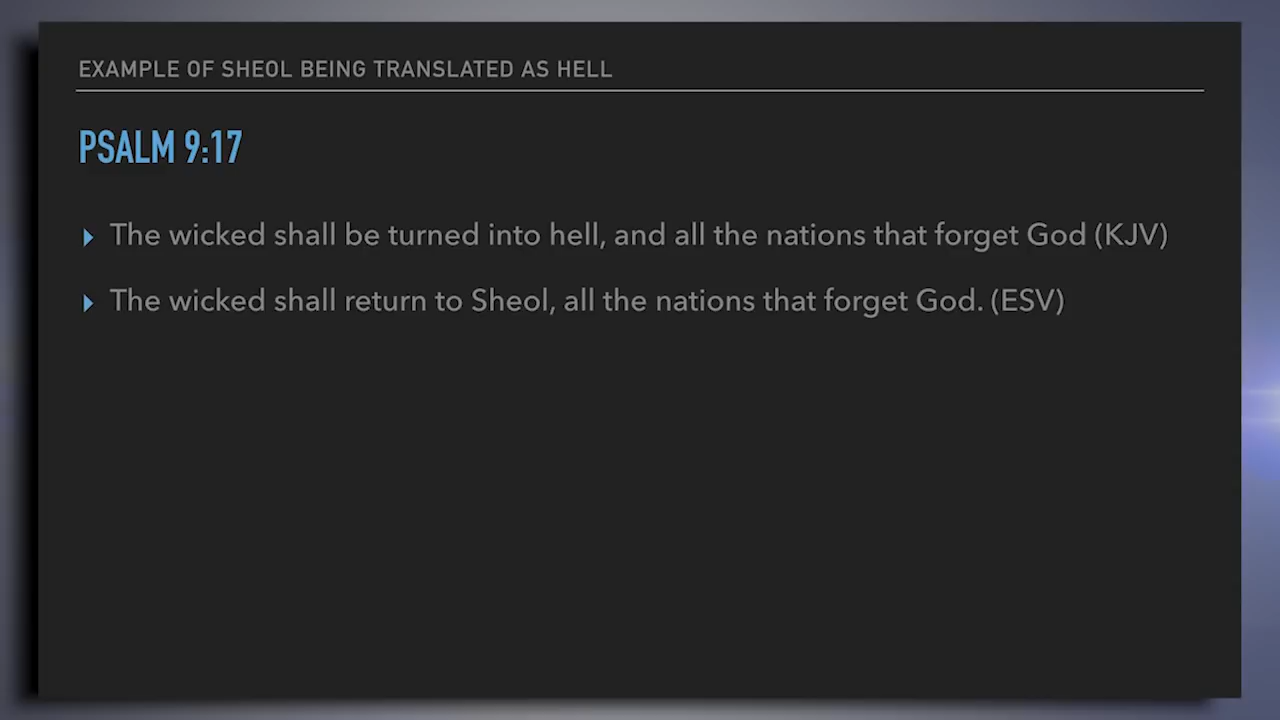 EXAMPLE OF SHEOL BEING TRANSLATED AS HELL
PSALM 9:17
The wicked shall be turned into hell, and all the nations that forget God (KJV)
The wicked shall return to Sheol, all the nations that forget God. (ESV)